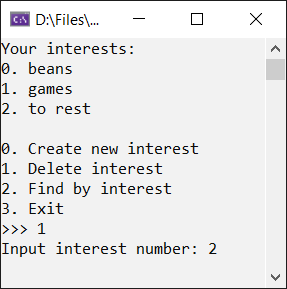 D:\Files\...
Your interests:
0. beans
1. games
2. to rest
0. Create new interest
1. Delete interest
2. Find by interest
3. Exit
>>> 1
Input interest number: 2